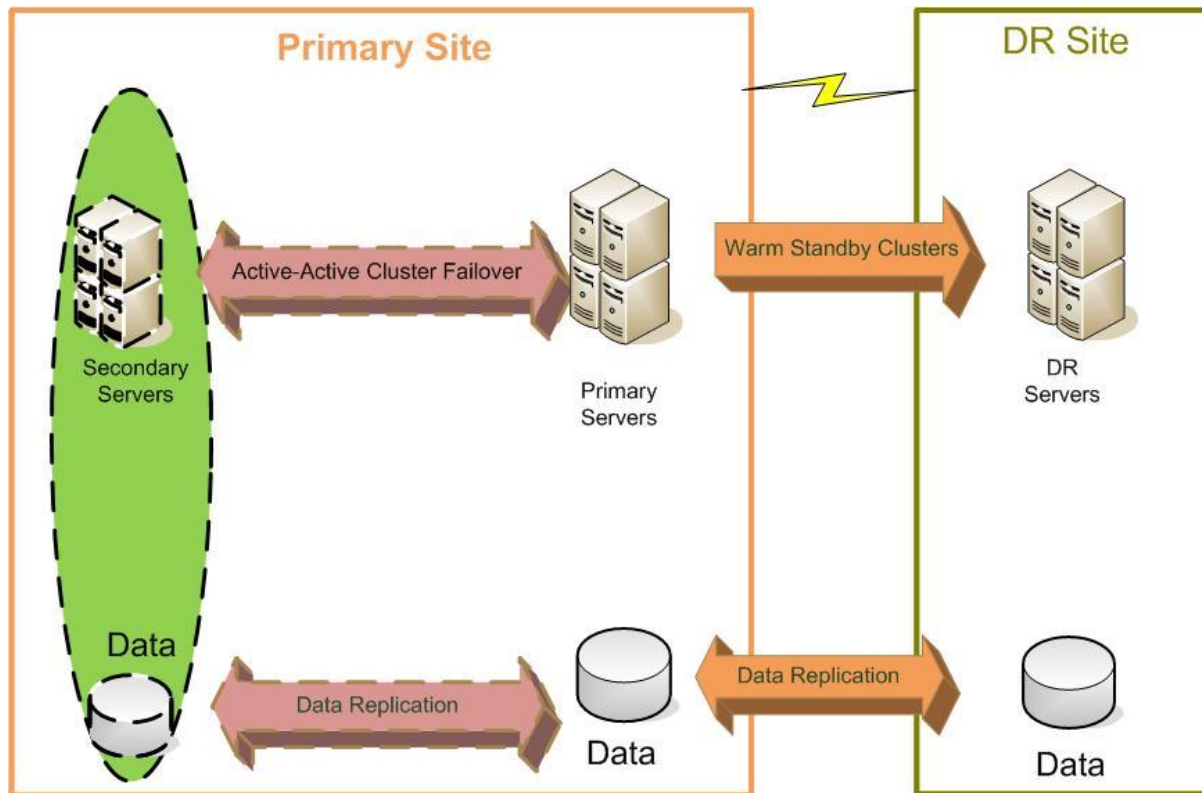 Primary Site
DR Site
Active-Active Cluster Failover
Warm Standby Clusters
Secondary
Servers
Primary
Servers
DR
Servers
Data
Data Replication
Data Replication
Data
Data